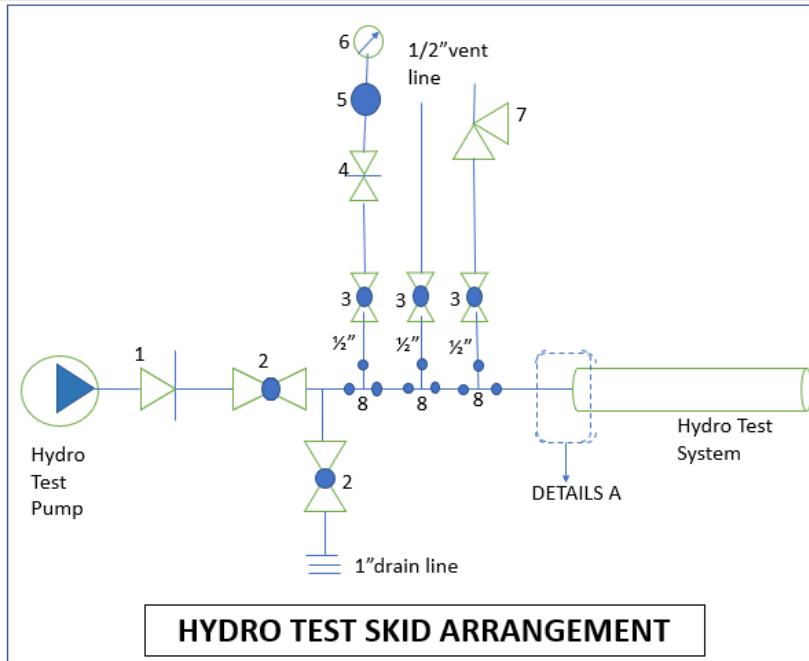 6
1/2”vent
line
5
7
4
3
3
3
½”
½”
½”
1
2
8
8
8
Hydro
Test
Pump
Hydro Test
System
2
DETAILS A
1”drain line
HYDRO TEST SKID ARRANGEMENT